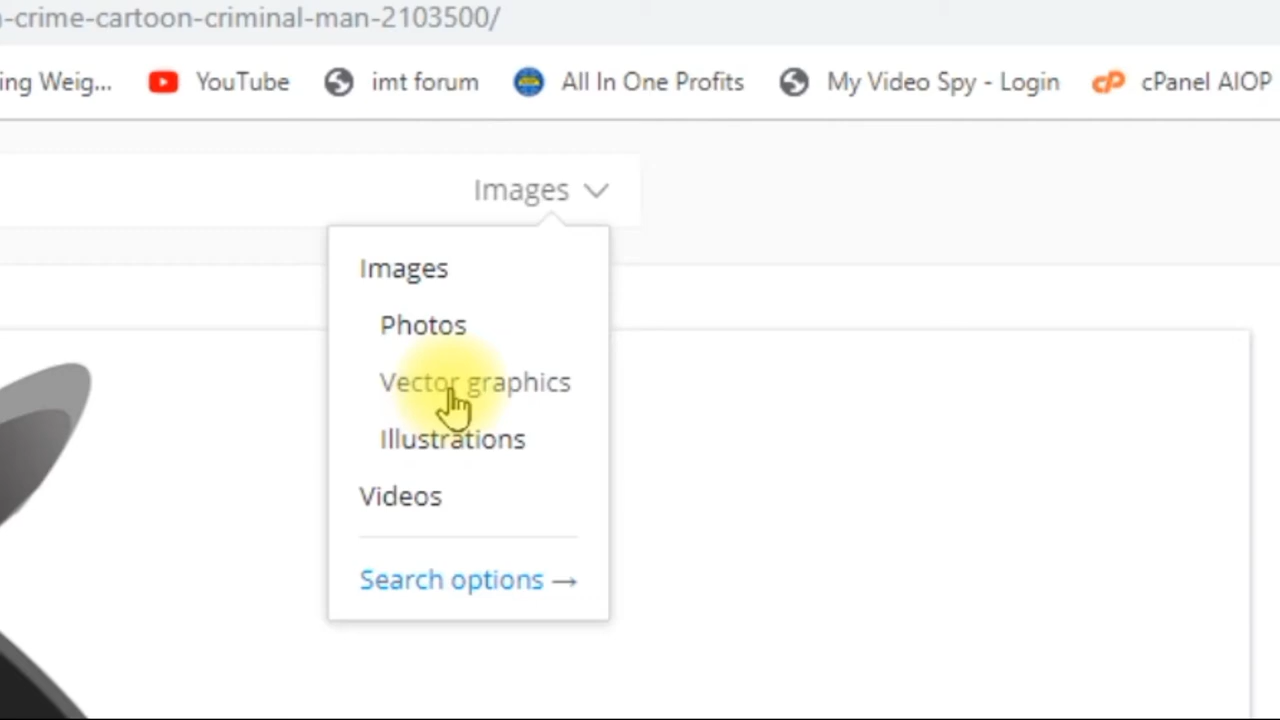 -crime-cartoon-criminal-man-2103500/
ing Weig... YouTube imt forum All In One Profits My Video Spy - Login cPanel AIOP
Images
Images
Photos
Vector graphics
Illustrations
Videos
Search options →